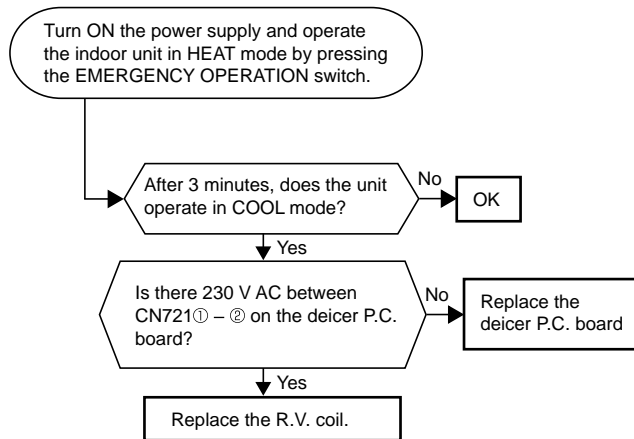 Turn ON the power supply and operate
the indoor unit in HEAT mode by pressing
the EMERGENCY OPERATION switch.
After 3 minutes, does the unit
operate in COOL mode?
No
OK
Yes
Is there 230 V AC between
CN721① – ② on the deicer P.C.
board?
No
Replace the
deicer P.C. board
Yes
Replace the R.V. coil.